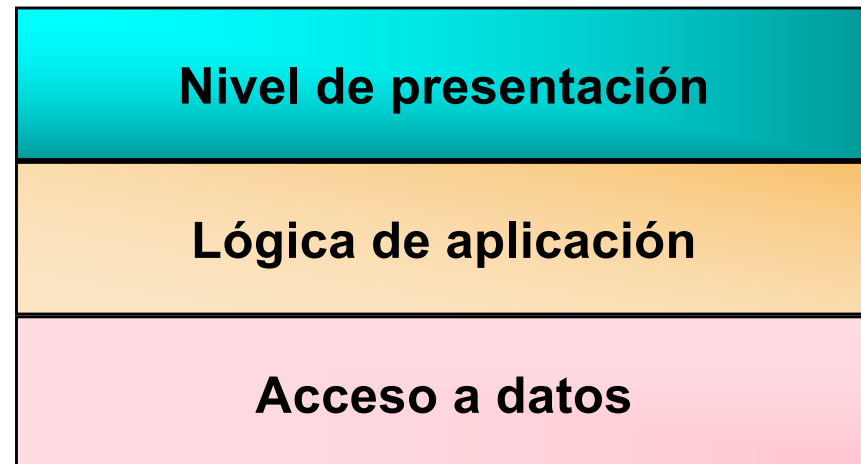 Nivel de presentación
Lógica de aplicación
Acceso a datos